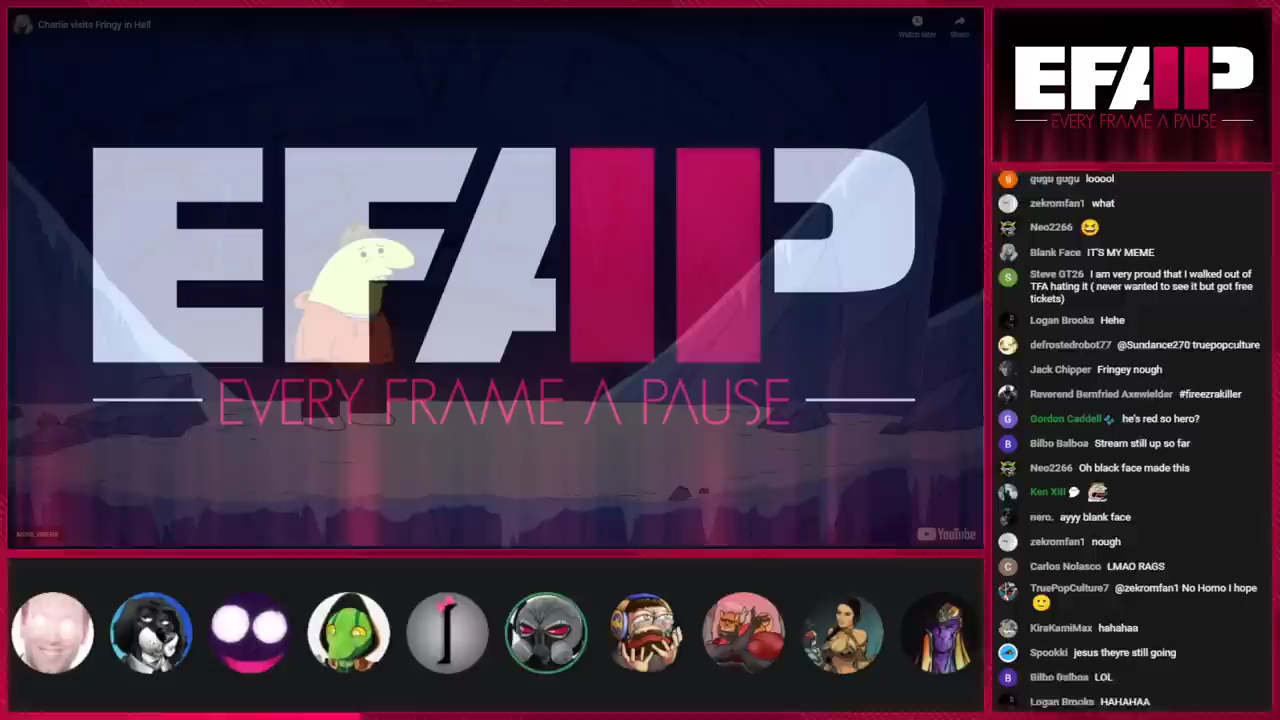 Charlie visits Fringy in Hell
Watch later
Share
EFAP
EVERY FRAME A PAUSE
MORE VIDEOS
YouTube
EFAP
EVERY FRAME A PAUSE
gugu gugu looool
zekromfan1 what
Neo2266
Blank Face IT'S MY MEME
Steve GT26 I am very proud that I walked out of
TFA hating it ( never wanted to see it but got free
tickets)
Logan Brooks Hehe
defrostedrobot77 @Sundance270 truepopculture
Jack Chipper Fringey nough
Reverend Bernfried Axewielder #fireezrakiller
Gordon Caddell he's red so hero?
Bilbo Balboa Stream still up so far
Neo2266 Oh black face made this
Ken Xiii
nero. ayyy blank face
zekromfan1 nough
Carlos Nolasco LMAO RAGS
TruePopCulture7 @zekromfan1 No Homo I hope
KiraKamiMax hahahaa
Spookki jesus theyre still going
Bilbo Balboa LOL
Logan Brooks HAHAHAA